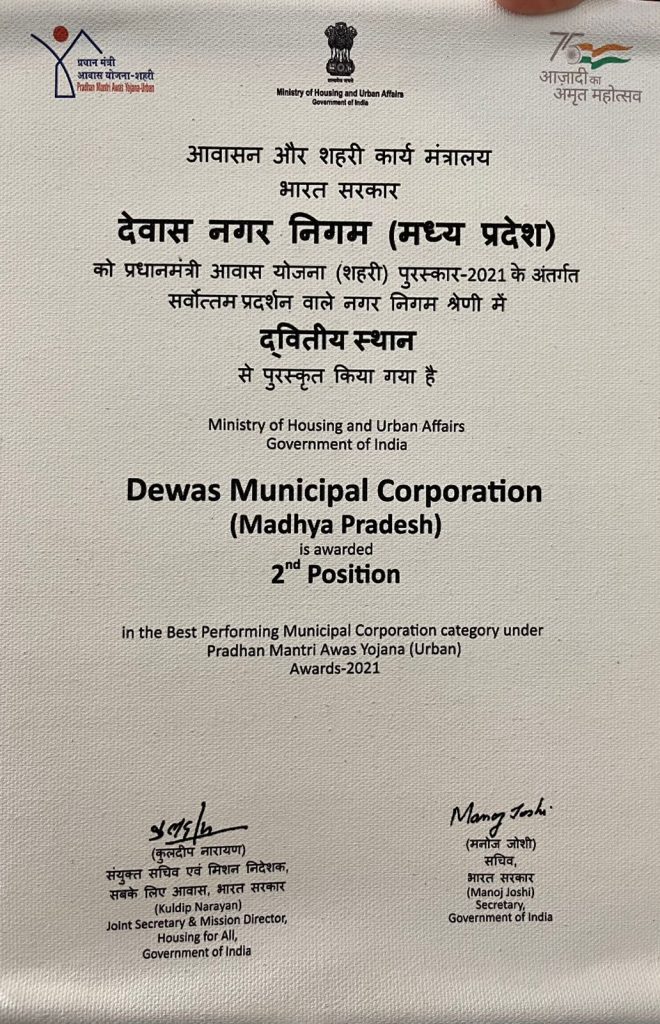 प्रधान मंत्री
आवास योजना-शहरी
Pradhan Mantri Awas Yojana-Urban
सत्यमेव जयते
Ministry of Housing and Urban Affairs
Government of India
75
आज़ादी का
अमृत महोत्सव
आवासन और शहरी कार्य मंत्रालय
भारत सरकार
देवास नगर निगम (मध्य प्रदेश)
को प्रधानमंत्री आवास योजना (शहरी) पुरस्कार-2021 के अंतर्गत
सर्वोत्तम प्रदर्शन वाले नगर निगम श्रेणी में
द्वितीय स्थान
से पुरस्कृत किया गया है
Ministry of Housing and Urban Affairs
Government of India
Dewas Municipal Corporation
(Madhya Pradesh)
is awarded
2nd Position
in the Best Performing Municipal Corporation category under
Pradhan Mantri Awas Yojana (Urban)
Awards-2021
(कुलदीप नारायण)
संयुक्त सचिव एवं मिशन निदेशक,
सबके लिए आवास, भारत सरकार
(Kuldip Narayan)
Joint Secretary & Mission Director,
Housing for All,
Government of India
Manoj Joshi
(मनोज जोशी)
सचिव,
भारत सरकार
(Manoj Joshi)
Secretary,
Government of India